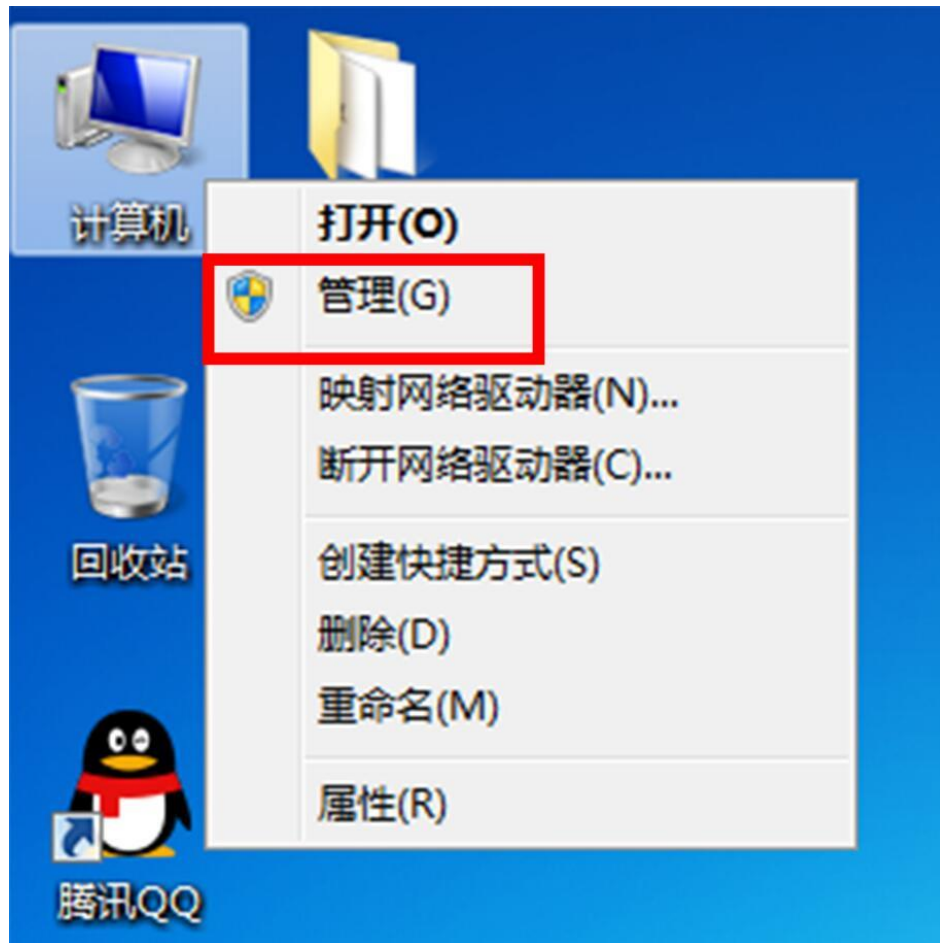 计算机
打开(O)
管理(G)
映射网络驱动器(N)...
断开网络驱动器(C)...
创建快捷方式(S)
删除(D)
重命名(M)
属性(R)
回收站
腾讯QQ